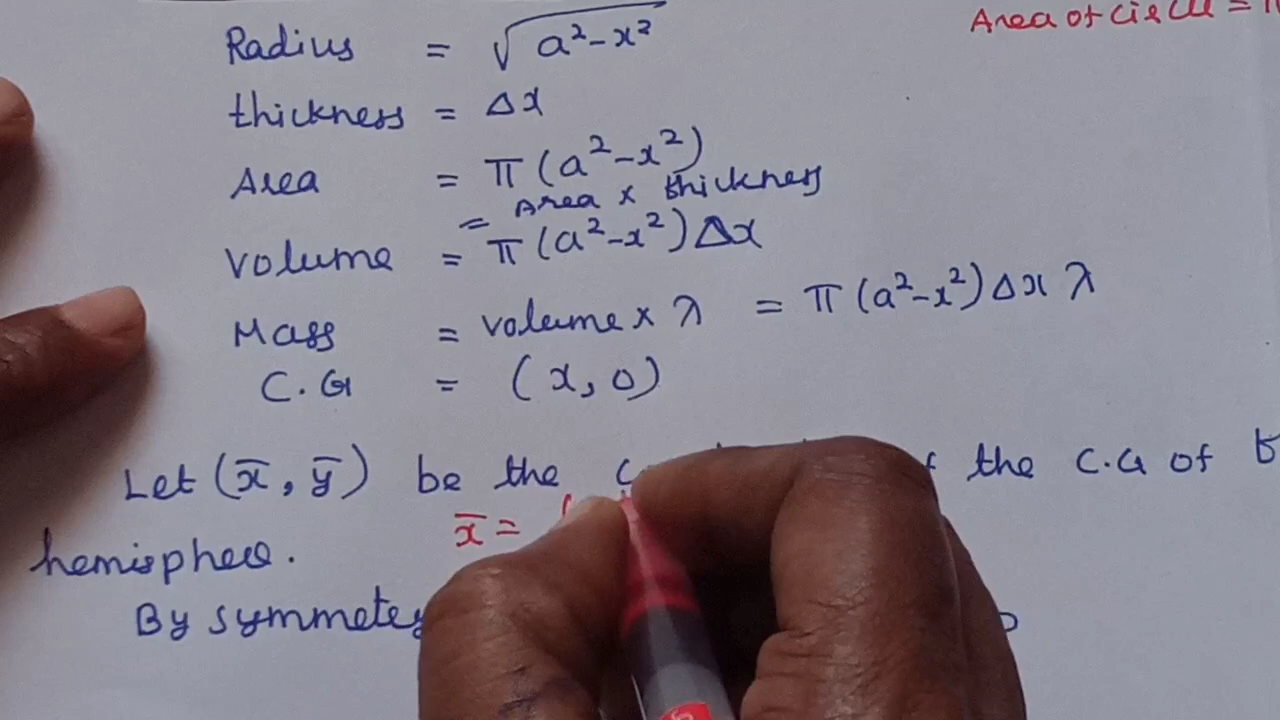 Area of Circle =
Radius = √a²-x²
thickness = Δx
Area = π(a²-x²)
= Area x thickness
Volume = π(a²-x²)Δx
Mass = volume x λ = π(a²-x²)Δx λ
C.G = (x,0)
Let (x̄, ȳ) be the the C.G of
x̄ =
hemisphere.
By symmetry